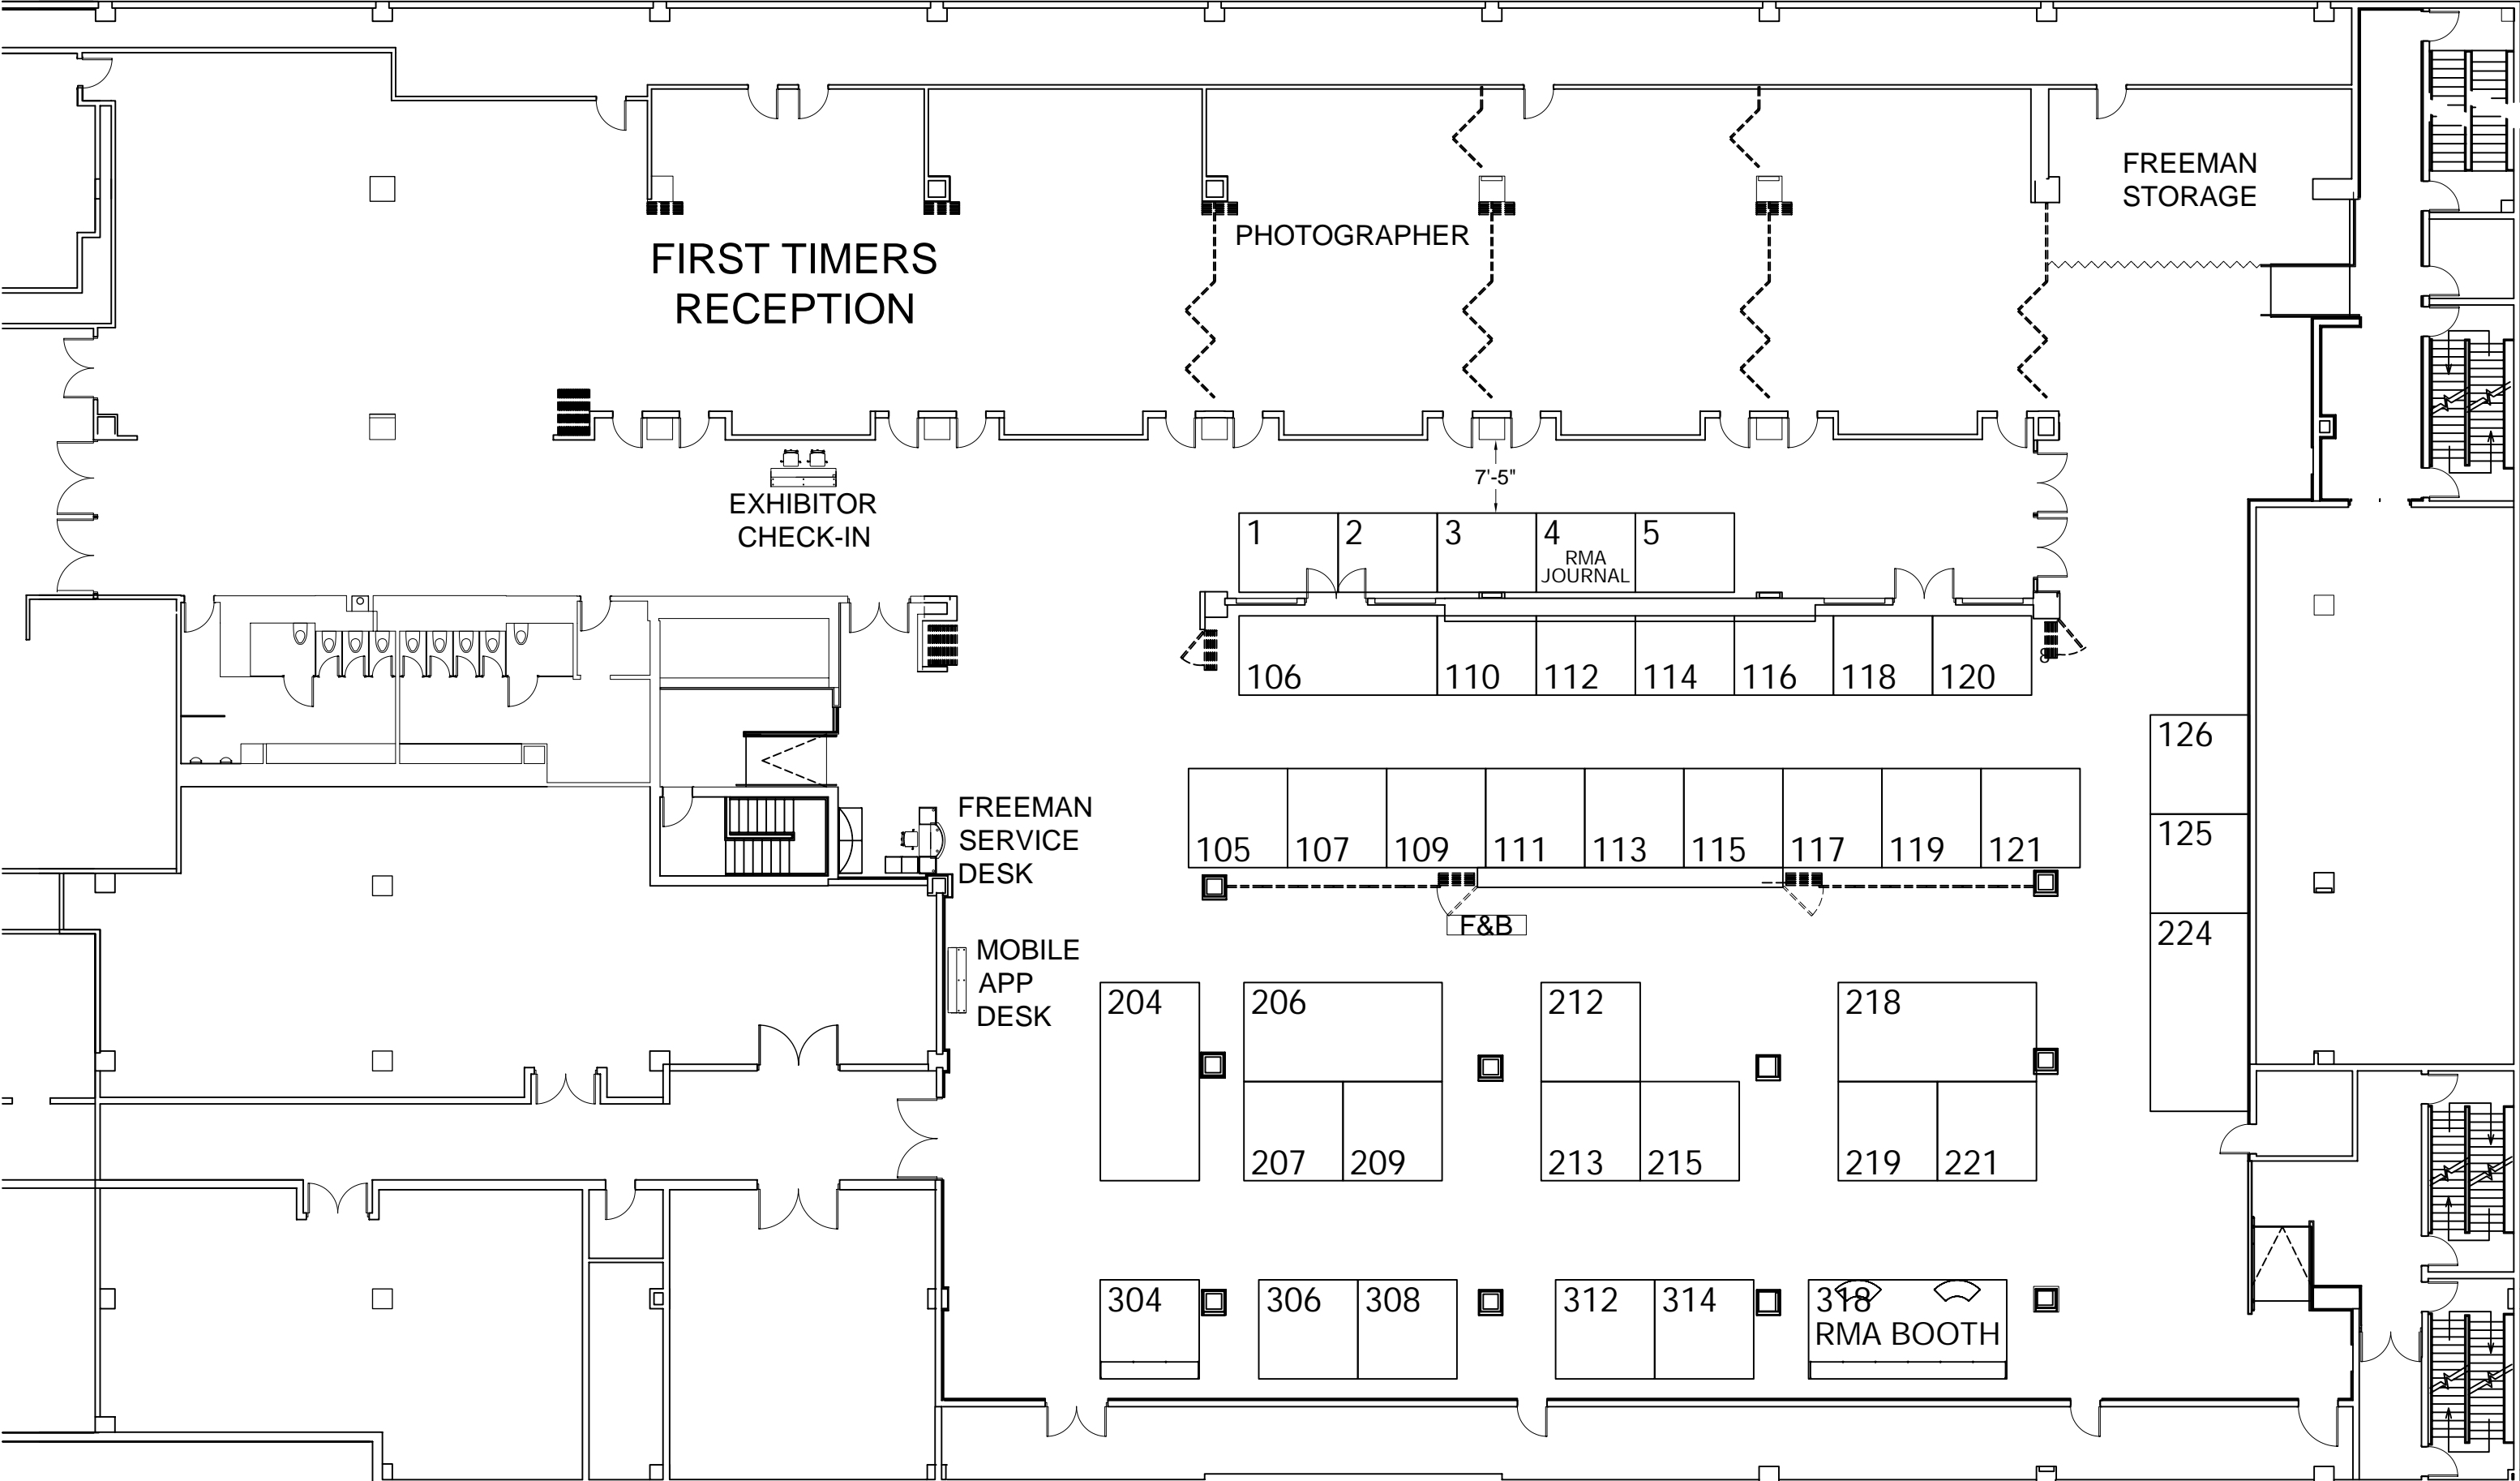 FREEMAN
STORAGE
PHOTOGRAPHER
FIRST TIMERS
RECEPTION
7'-5"
EXHIBITOR
CHECK-IN
1 2 3 4 5
RMA
JOURNAL
106 110 112 114 116 118 120
8
126
FREEMAN
SERVICE
DESK
105 107 109 111 113 115 117 119 121
125
F&B
224
MOBILE
APP
DESK
204 206 212 218
207 209 213 215 219 221
304 306 308 312 314 318
RMA BOOTH